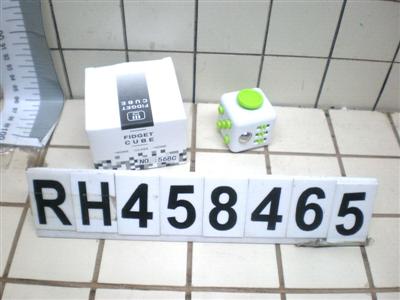 FIDGET
CUBE
FIDGET
CUBE
NO. 568C
RH458465